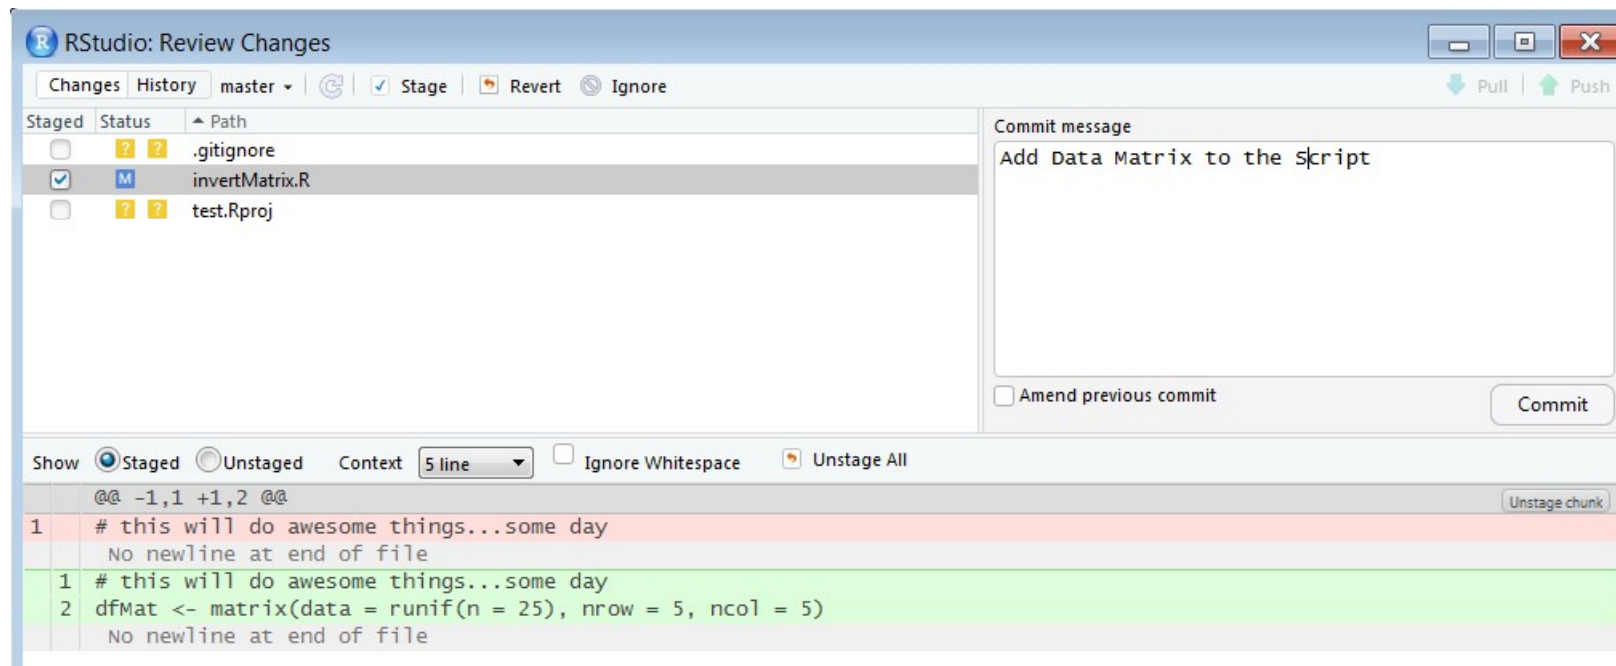 RStudio: Review Changes
Changes History master Stage Revert Ignore Pull Push
Staged Status Path
? ? .gitignore
M invertMatrix.R
? ? test.Rproj
Commit message
Add Data Matrix to the Script
Amend previous commit
Commit
Show Staged Unstaged Context 5 line Ignore Whitespace Unstage All
@@ -1,1 +1,2 @@ Unstage chunk
1 # this will do awesome things...some day
No newline at end of file
1 # this will do awesome things...some day
2 dfMat <- matrix(data = runif(n = 25), nrow = 5, ncol = 5)
No newline at end of file